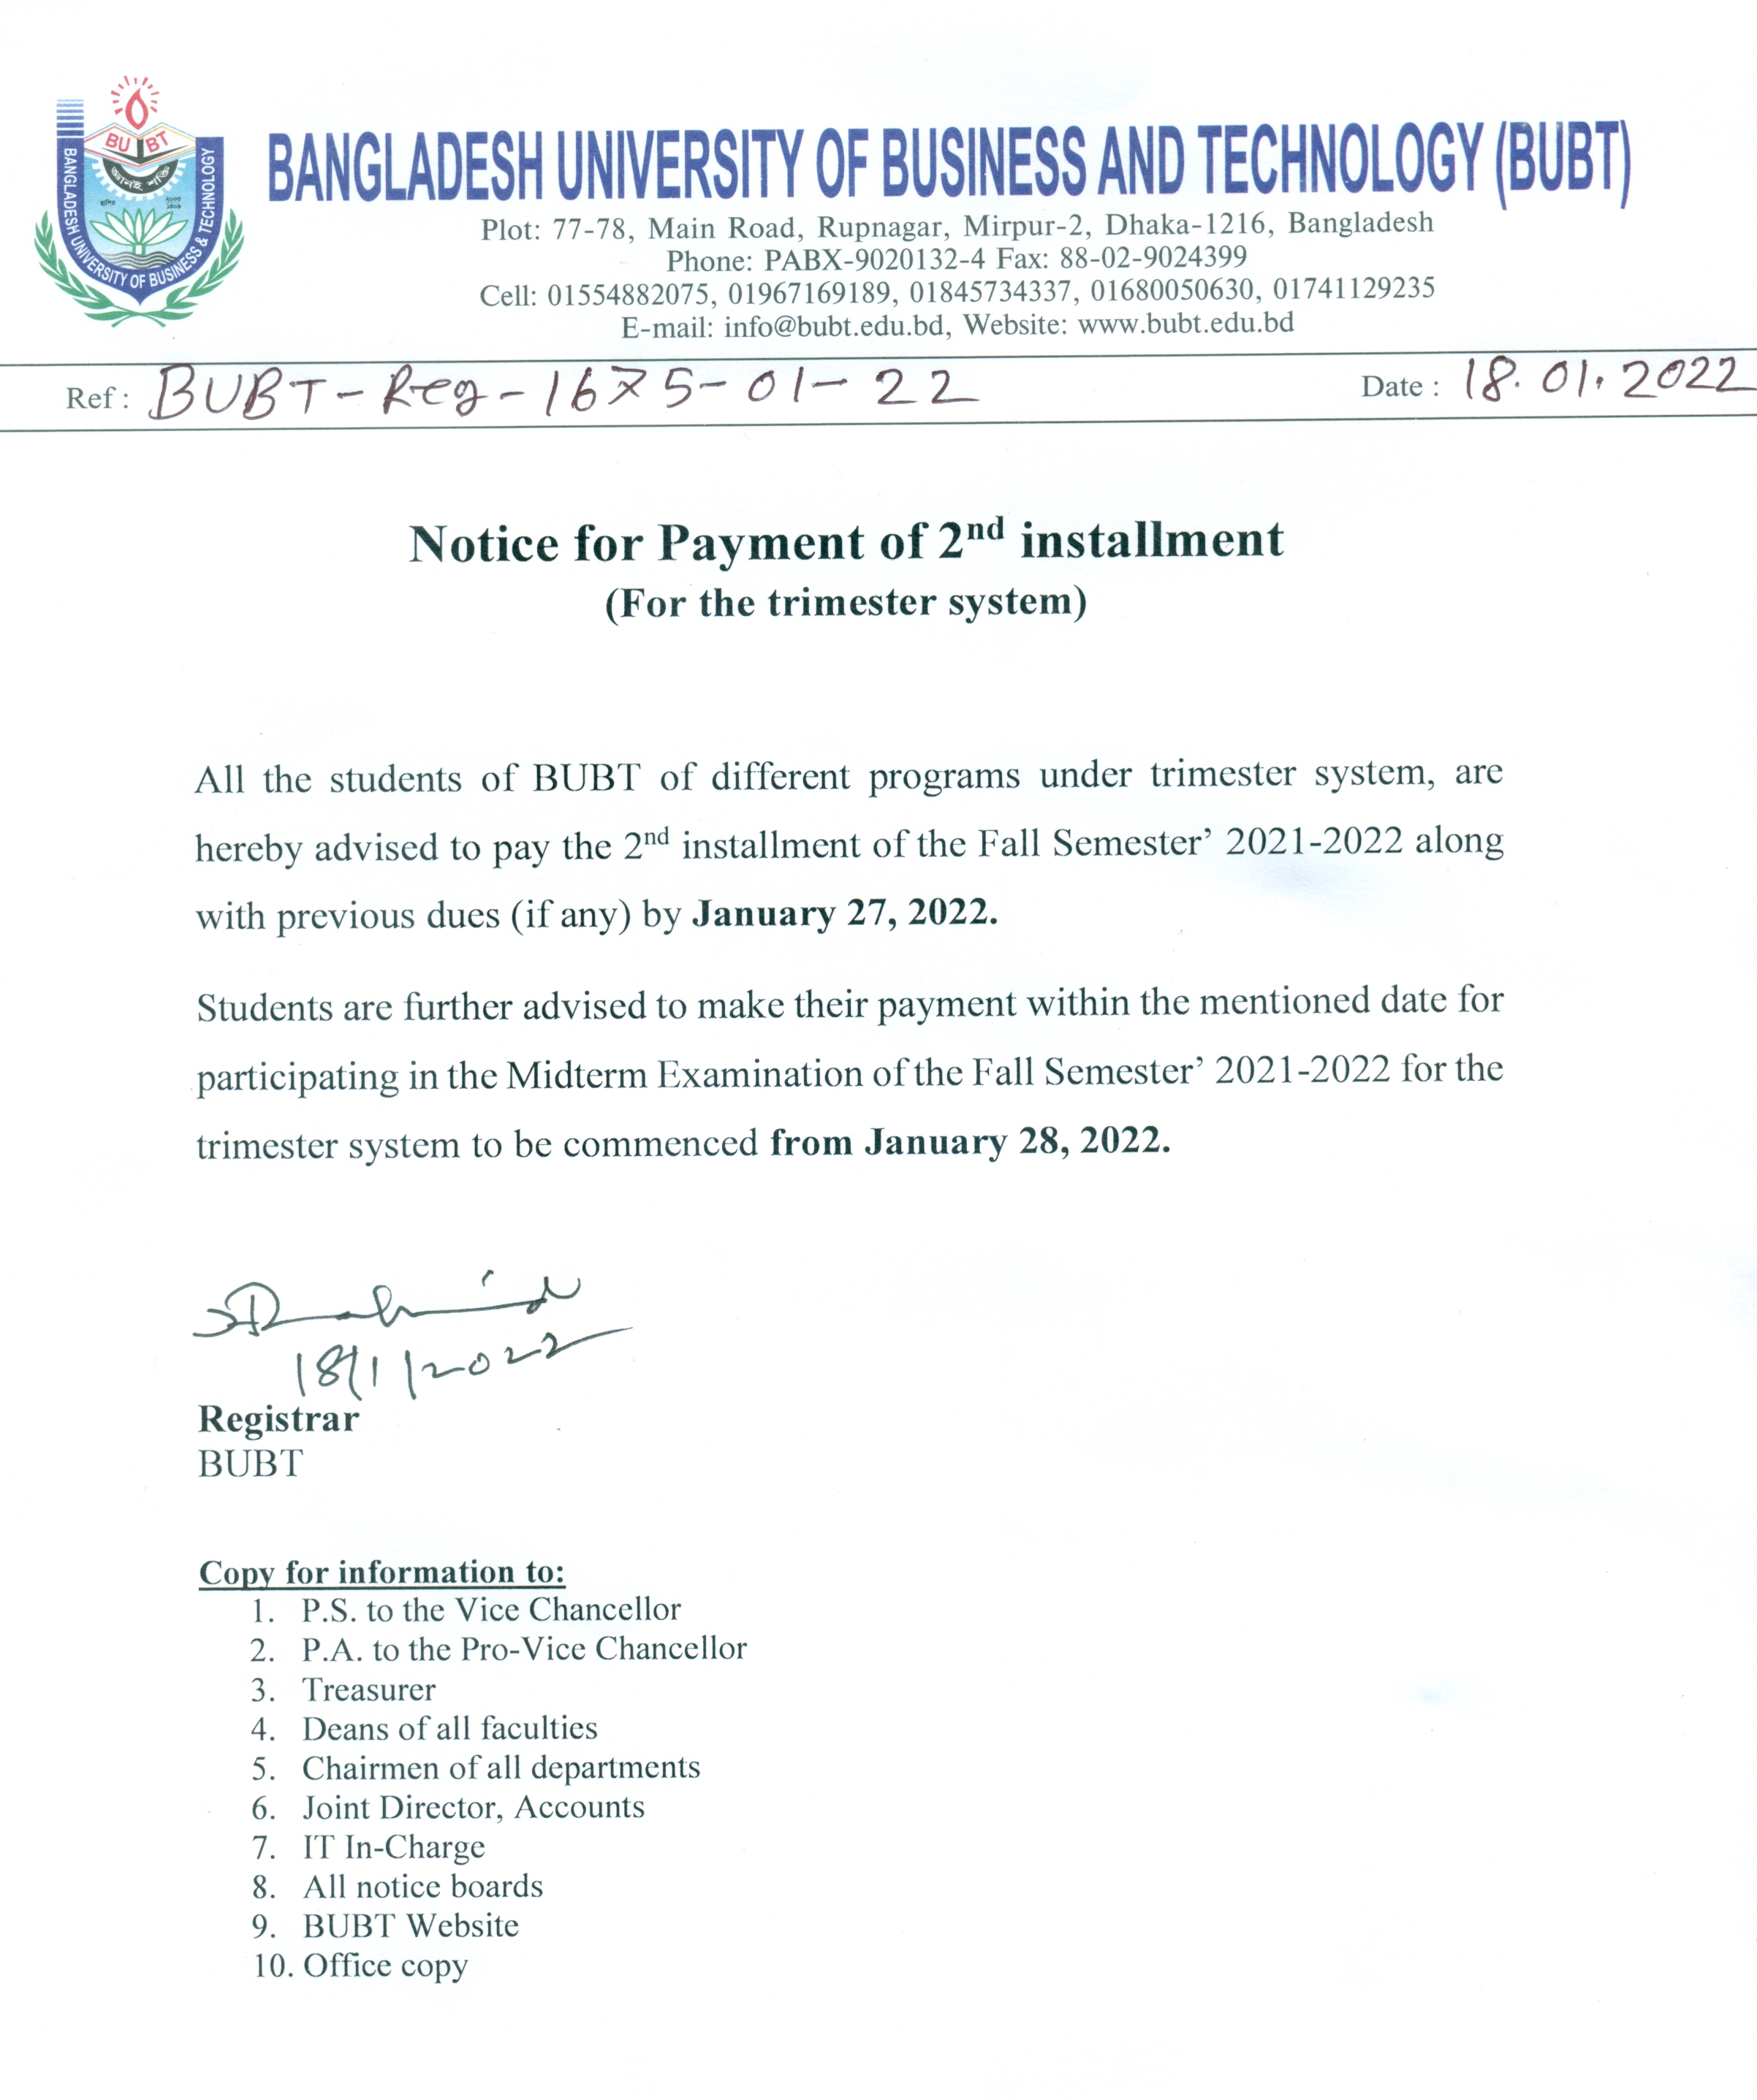 BU BT
জ্ঞানই শক্তি
স্থাপিত ২০০৩
BANGLADESH UNIVERSITY OF BUSINESS & TECHNOLOGY
BANGLADESH UNIVERSITY OF BUSINESS AND TECHNOLOGY (BUBT)
Plot: 77-78, Main Road, Rupnagar, Mirpur-2, Dhaka-1216, Bangladesh
Phone: PABX-9020132-4 Fax: 88-02-9024399
Cell: 01554882075, 01967169189, 01845734337, 01680050630, 01741129235
E-mail: info@bubt.edu.bd, Website: www.bubt.edu.bd
Ref : BUBT-Reg-1675-01-22 Date : 18.01.2022
Notice for Payment of 2nd installment
(For the trimester system)
All the students of BUBT of different programs under trimester system, are
hereby advised to pay the 2nd installment of the Fall Semester’ 2021-2022 along
with previous dues (if any) by January 27, 2022.
Students are further advised to make their payment within the mentioned date for
participating in the Midterm Examination of the Fall Semester’ 2021-2022 for the
trimester system to be commenced from January 28, 2022.
18/1/2022
Registrar
BUBT
Copy for information to:
1. P.S. to the Vice Chancellor
2. P.A. to the Pro-Vice Chancellor
3. Treasurer
4. Deans of all faculties
5. Chairmen of all departments
6. Joint Director, Accounts
7. IT In-Charge
8. All notice boards
9. BUBT Website
10. Office copy